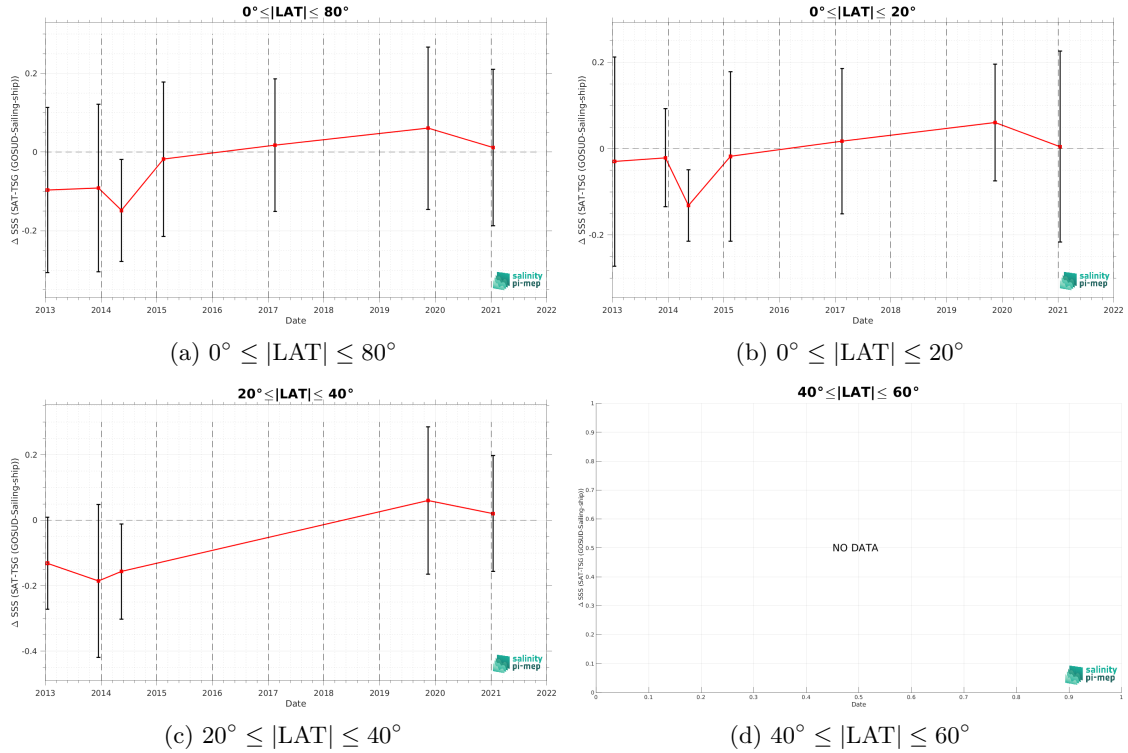 0°≤|LAT|≤ 80°
Δ SSS (SAT-TSG (GOSUD-Sailing-ship))
0.2
0
-0.2
salinity
pi-mep
2013 2014 2015 2016 2017 2018 2019 2020 2021 2022
Date
(a) 0° ≤ |LAT| ≤ 80°
0°≤|LAT|≤ 20°
Δ SSS (SAT-TSG (GOSUD-Sailing-ship))
0.2
0
-0.2
salinity
pi-mep
2013 2014 2015 2016 2017 2018 2019 2020 2021 2022
Date
(b) 0° ≤ |LAT| ≤ 20°
20°≤|LAT|≤ 40°
Δ SSS (SAT-TSG (GOSUD-Sailing-ship))
0.2
0
-0.2
-0.4
salinity
pi-mep
2013 2014 2015 2016 2017 2018 2019 2020 2021 2022
Date
(c) 20° ≤ |LAT| ≤ 40°
40°≤|LAT|≤ 60°
Δ SSS (SAT-TSG (GOSUD-Sailing-ship))
1
0.9
0.8
0.7
0.6
0.5
0.4
0.3
0.2
0.1
0
NO DATA
salinity
pi-mep
0 0.1 0.2 0.3 0.4 0.5 0.6 0.7 0.8 0.9 1
Date
(d) 40° ≤ |LAT| ≤ 60°